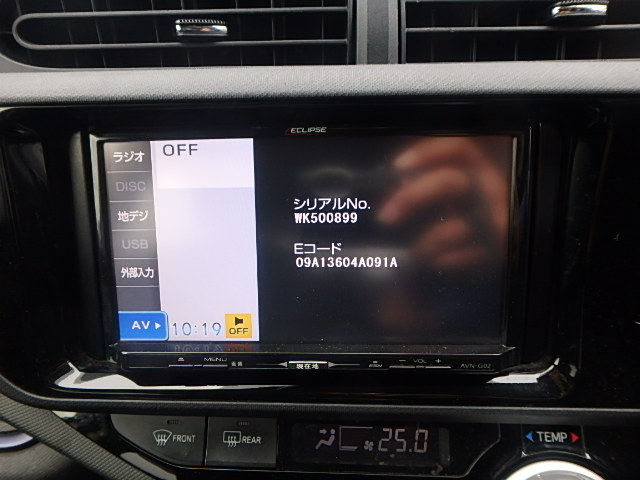 ECLIPSE
ラジオ
DISC
地デジ
USB
外部入力
AV
OFF
10:19
OFF
シリアルNo.
WK500899
Eコード
09A13604A091A
MENU
現在地
VOL
FRONT
REAR
25.0
TEMP